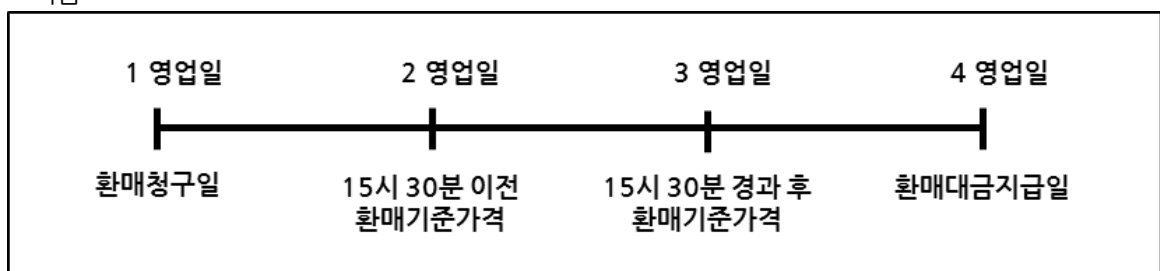 1 영업일
2 영업일
3 영업일
4 영업일
환매청구일
15시 30분 이전
환매기준가격
15시 30분 경과 후
환매기준가격
환매대금지급일